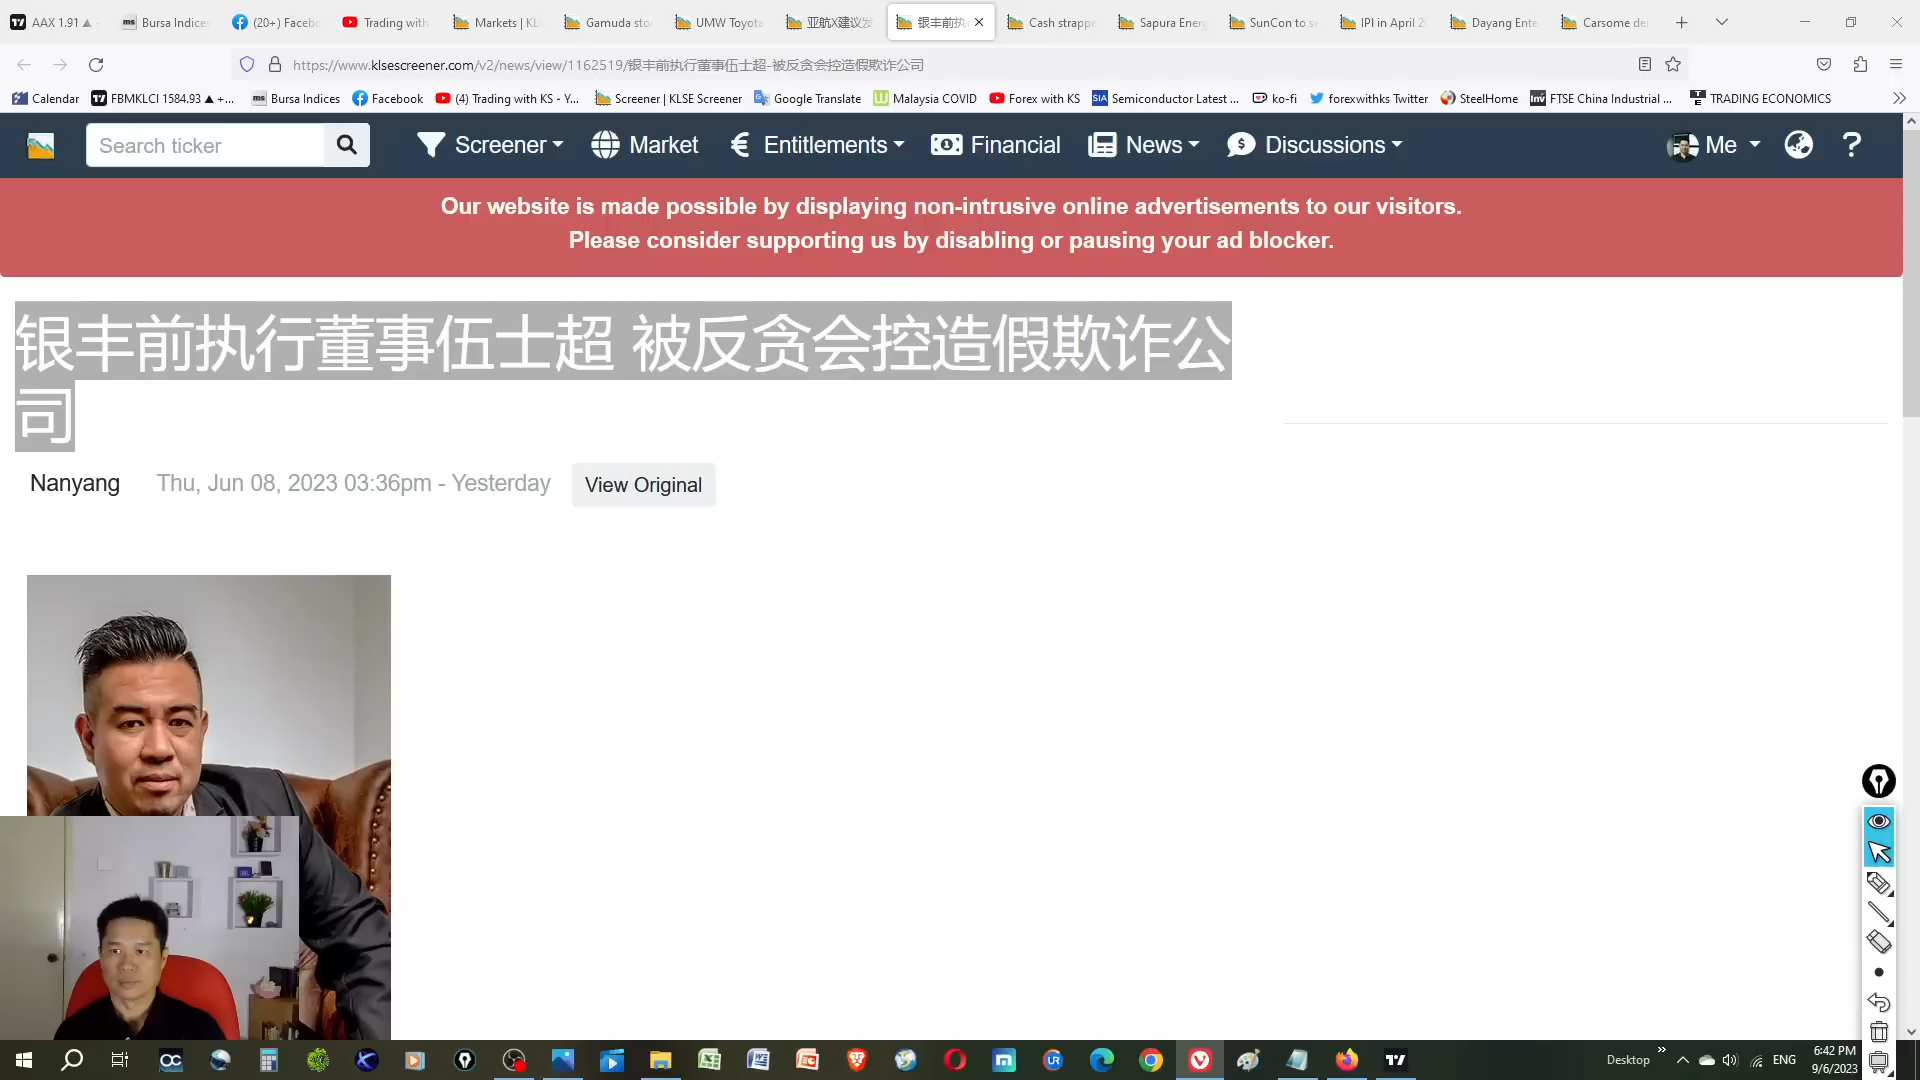 AAX 1.91
Bursa Indices
(20+) Facebo
Trading with
Markets | KL
Gamuda sto
UMW Toyota
亚航X建议发
银丰前执
Cash strappe
Sapura Energ
SunCon to se
IPI in April 2
Dayang Ente
Carsome de
https://www.klsescreener.com/v2/news/view/1162519/银丰前执行董事伍士超-被反贪会控造假欺诈公司
Calendar
FBMKLCI 1584.93 ▲ +...
Bursa Indices
Facebook
(4) Trading with KS - Y...
Screener | KLSE Screener
Google Translate
Malaysia COVID
Forex with KS
Semiconductor Latest ...
ko-fi
forexwithks Twitter
SteelHome
FTSE China Industrial ...
TRADING ECONOMICS
Search ticker
Screener
Market
Entitlements
Financial
News
Discussions
Me
Our website is made possible by displaying non-intrusive online advertisements to our visitors.
Please consider supporting us by disabling or pausing your ad blocker.
银丰前执行董事伍士超 被反贪会控造假欺诈公
司
Nanyang
Thu, Jun 08, 2023 03:36pm - Yesterday
View Original
Desktop
ENG
6:42 PM
9/6/2023